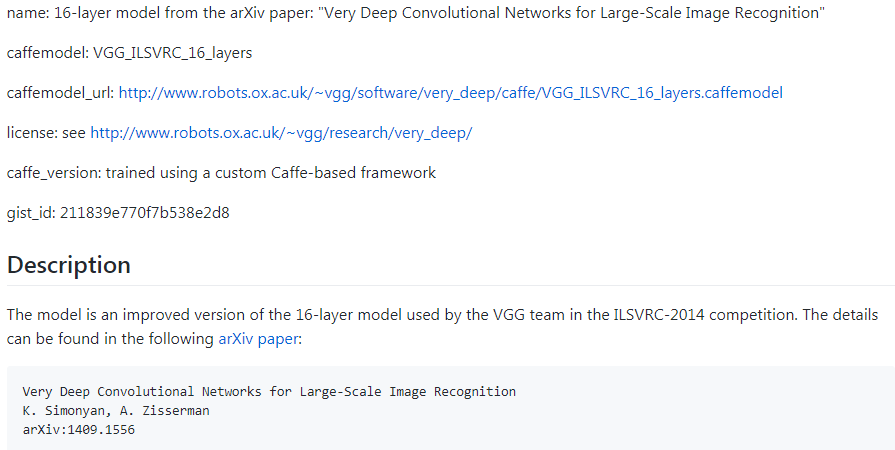 name: 16-layer model from the arXiv paper: "Very Deep Convolutional Networks for Large-Scale Image Recognition"
caffemodel: VGG_ILSVRC_16_layers
caffemodel_url: http://www.robots.ox.ac.uk/~vgg/software/very_deep/caffe/VGG_ILSVRC_16_layers.caffemodel
license: see http://www.robots.ox.ac.uk/~vgg/research/very_deep/
caffe_version: trained using a custom Caffe-based framework
gist_id: 211839e770f7b538e2d8
Description
The model is an improved version of the 16-layer model used by the VGG team in the ILSVRC-2014 competition. The details
can be found in the following arXiv paper:
Very Deep Convolutional Networks for Large-Scale Image Recognition
K. Simonyan, A. Zisserman
arXiv:1409.1556